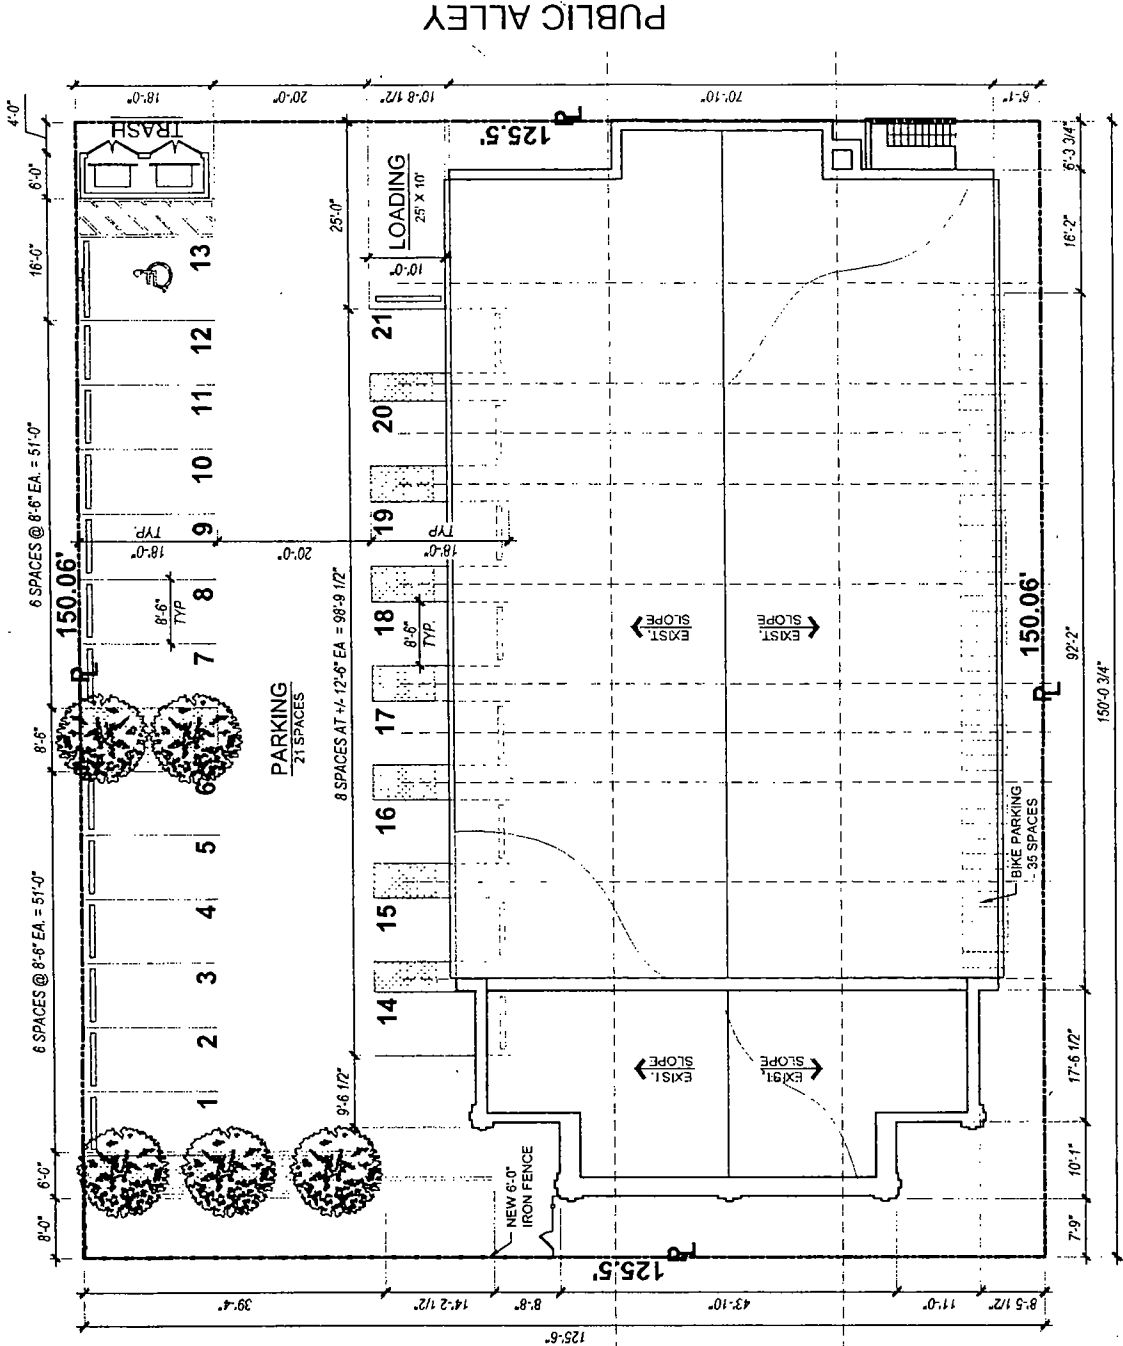 PUBLIC ALLEY
18'-0"
20'-0"
10'-8 1/2"
70'-10"
6'-1"
4'-0"
6'-0"
16'-0"
6 SPACES @ 8'-6" EA. = 51'-0"
8'-6"
6 SPACES @ 8'-6" EA. = 51'-0"
6'-0"
8'-0"
TRASH
125.5'
PL
LOADING
25' X 10'
25'-0"
10'-0"
13
12
11
10
9
8
7
6
5
4
3
2
1
21
20
19
18
17
16
15
14
18'-0"
TYP.
20'-0"
18'-0"
TYP
8'-6"
TYP
8'-6"
TYP.
150.06'
PL
PARKING
21 SPACES
8 SPACES AT +/- 12'-6" EA = 98'-9 1/2"
9'-6 1/2"
EXIST.
SLOPE
EXIST.
SLOPE
EXIST.
SLOPE
EXIST.
SLOPE
BIKE PARKING
- 35 SPACES
150.06'
PL
6'-3 3/4"
16'-2"
92'-2"
150'-0 3/4"
17'-6 1/2"
10'-1"
7'-9"
NEW 6'-0"
IRON FENCE
125.5'
PL
39'-4"
14'-2 1/2"
8'-8"
43'-10"
11'-0"
8'-5 1/2"
125'-6"